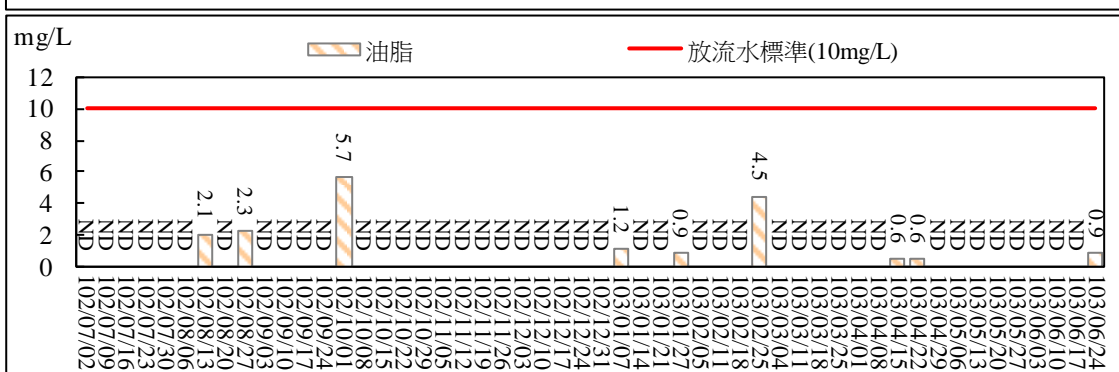 mg/L
油脂
放流水標準(10mg/L)
12
10
8
6
4
2
0
ND
ND
ND
ND
ND
ND
2.1
ND
2.3
ND
ND
ND
ND
5.7
ND
ND
ND
ND
ND
ND
ND
ND
ND
ND
ND
ND
ND
1.2
ND
ND
0.9
ND
ND
ND
4.5
ND
ND
ND
ND
ND
ND
0.6
0.6
ND
ND
ND
ND
ND
ND
ND
ND
0.9
102/07/02
102/07/09
102/07/16
102/07/23
102/07/30
102/08/06
102/08/13
102/08/20
102/08/27
102/09/03
102/09/10
102/09/17
102/09/24
102/10/01
102/10/08
102/10/15
102/10/22
102/10/29
102/11/05
102/11/12
102/11/19
102/11/26
102/12/03
102/12/10
102/12/17
102/12/24
102/12/31
103/01/07
103/01/14
103/01/21
103/01/27
103/02/05
103/02/11
103/02/18
103/02/25
103/03/04
103/03/11
103/03/18
103/03/25
103/04/01
103/04/08
103/04/15
103/04/22
103/04/29
103/05/06
103/05/13
103/05/20
103/05/27
103/06/03
103/06/10
103/06/17
103/06/24